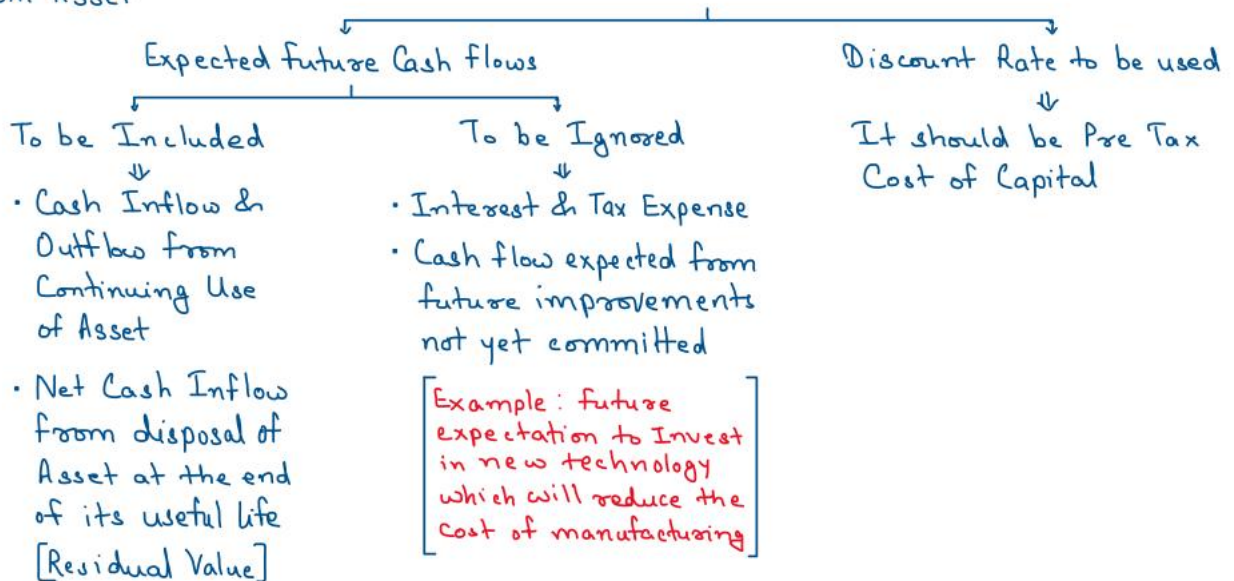 Expected future Cash flows
Discount Rate to be used
To be Included
To be Ignored
It should be Pre Tax
Cost of Capital
• Cash Inflow &
Outflow from
Continuing Use
of Asset
• Net Cash Inflow
from disposal of
Asset at the end
of its useful life
[Residual Value]
• Interest & Tax Expense
• Cash flow expected from
future improvements
not yet committed
[Example: future
expectation to Invest
in new technology
which will reduce the
cost of manufacturing]